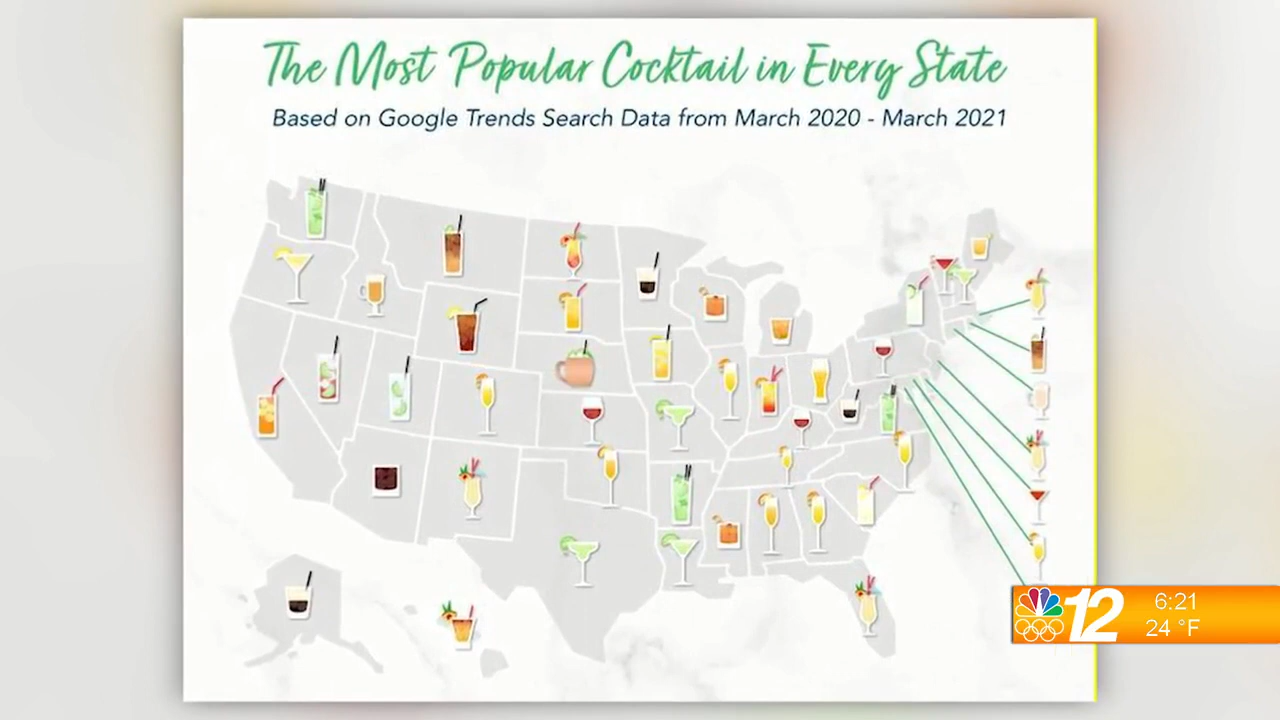 The Most Popular Cocktail in Every State
Based on Google Trends Search Data from March 2020 - March 2021
12
6:21
24 °F